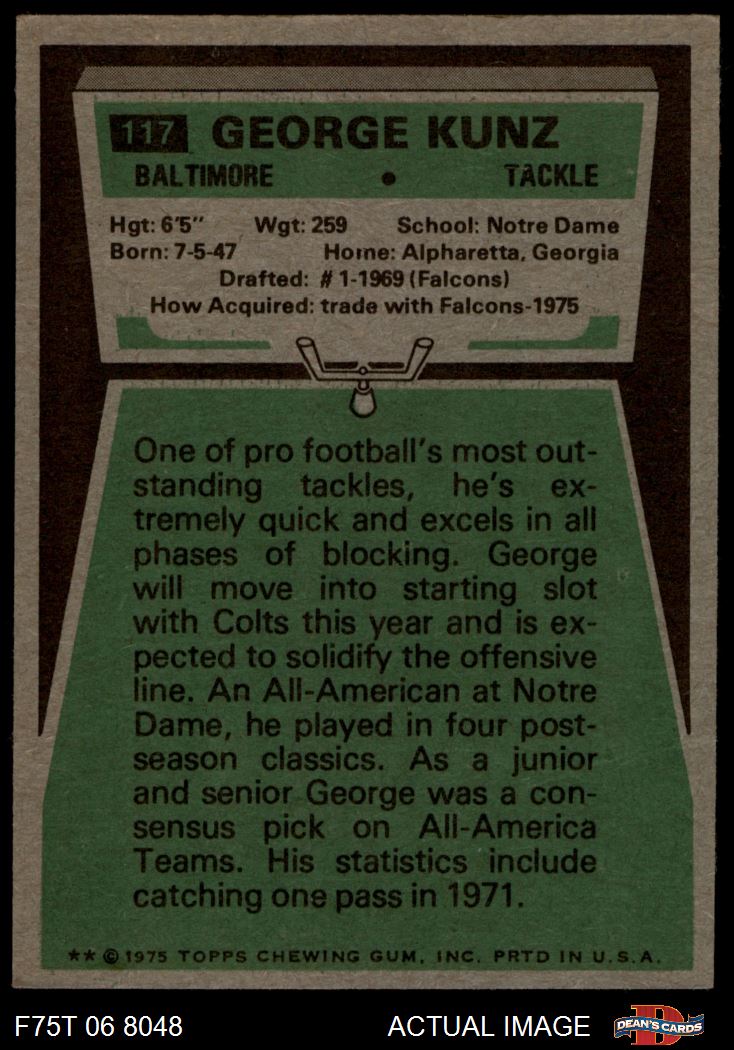 117 GEORGE KUNZ
BALTIMORE • TACKLE
Hgt: 6'5" Wgt: 259 School: Notre Dame
Born: 7-5-47 Home: Alpharetta, Georgia
Drafted: #1-1969 (Falcons)
How Acquired: trade with Falcons-1975
One of pro football's most out-
standing tackles, he's ex-
tremely quick and excels in all
phases of blocking. George
will move into starting slot
with Colts this year and is ex-
pected to solidify the offensive
line. An All-American at Notre
Dame, he played in four post-
season classics. As a junior
and senior George was a con-
sensus pick on All-America
Teams. His statistics include
catching one pass in 1971.
** © 1975 TOPPS CHEWING GUM, INC. PRTD IN U.S.A.
F75T 06 8048 ACTUAL IMAGE D DEAN'S CARDS